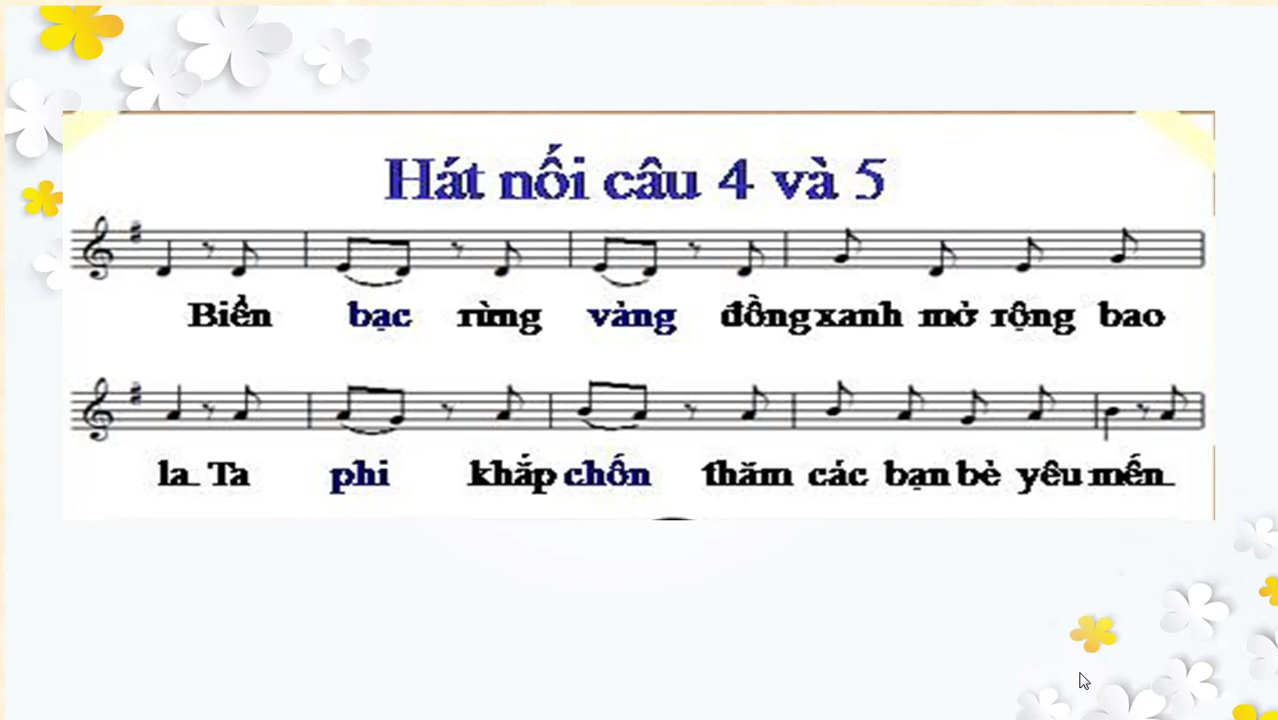 Hát nối câu 4 và 5
Biển bạc rừng vàng đồng xanh mở rộng bao
la. Ta phi khắp chốn thăm các bạn bè yêu mến.